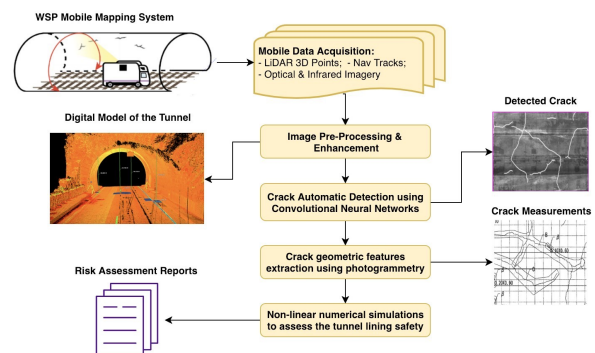 WSP Mobile Mapping System
Mobile Data Acquisition:
- LiDAR 3D Points; - Nav Tracks;
- Optical & Infrared Imagery
Detected Crack
Digital Model of the Tunnel
Image Pre-Processing &
Enhancement
Crack Automatic Detection using
Convolutional Neural Networks
Crack Measurements
Crack geometric features
extraction using photogrammetry
Risk Assessment Reports
Non-linear numerical simulations
to assess the tunnel lining safety